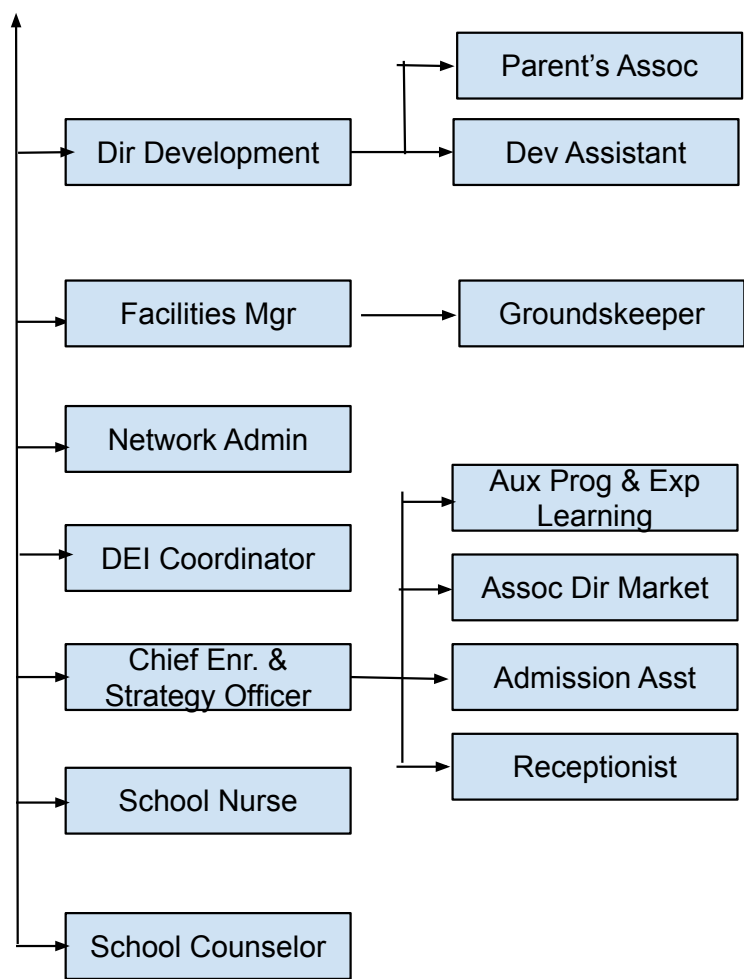 Parent's Assoc
Dir Development
Dev Assistant
Facilities Mgr
Groundskeeper
Network Admin
Aux Prog & Exp
Learning
DEI Coordinator
Assoc Dir Market
Chief Enr. &
Strategy Officer
Admission Asst
Receptionist
School Nurse
School Counselor